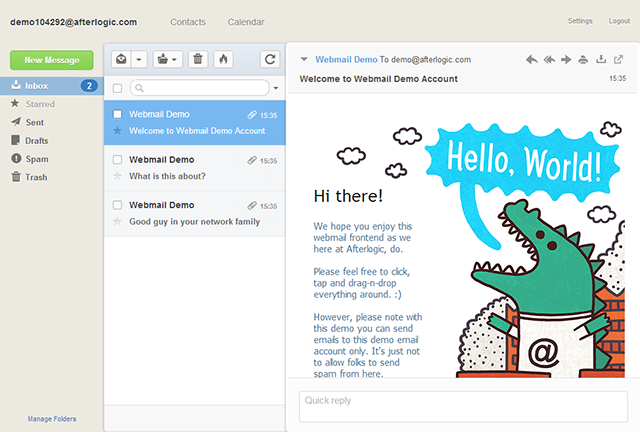 demo104292@afterlogic.com
Contacts
Calendar
Settings
Logout
New Message
Inbox 2
Starred
Sent
Drafts
Spam
Trash
Manage Folders
Webmail Demo 15:35
Welcome to Webmail Demo Account
Webmail Demo 15:35
What is this about?
Webmail Demo 15:35
Good guy in your network family
Webmail Demo To demo@afterlogic.com
Welcome to Webmail Demo Account
Hello, World!
Hi there!
We hope you enjoy this
webmail frontend as we
here at Afterlogic, do.
Please feel free to click,
tap and drag-n-drop
everything around. :)
However, please note with
this demo you can send
emails to this demo email
account only. It's just not
to allow folks to send
spam from here.
@
Quick reply